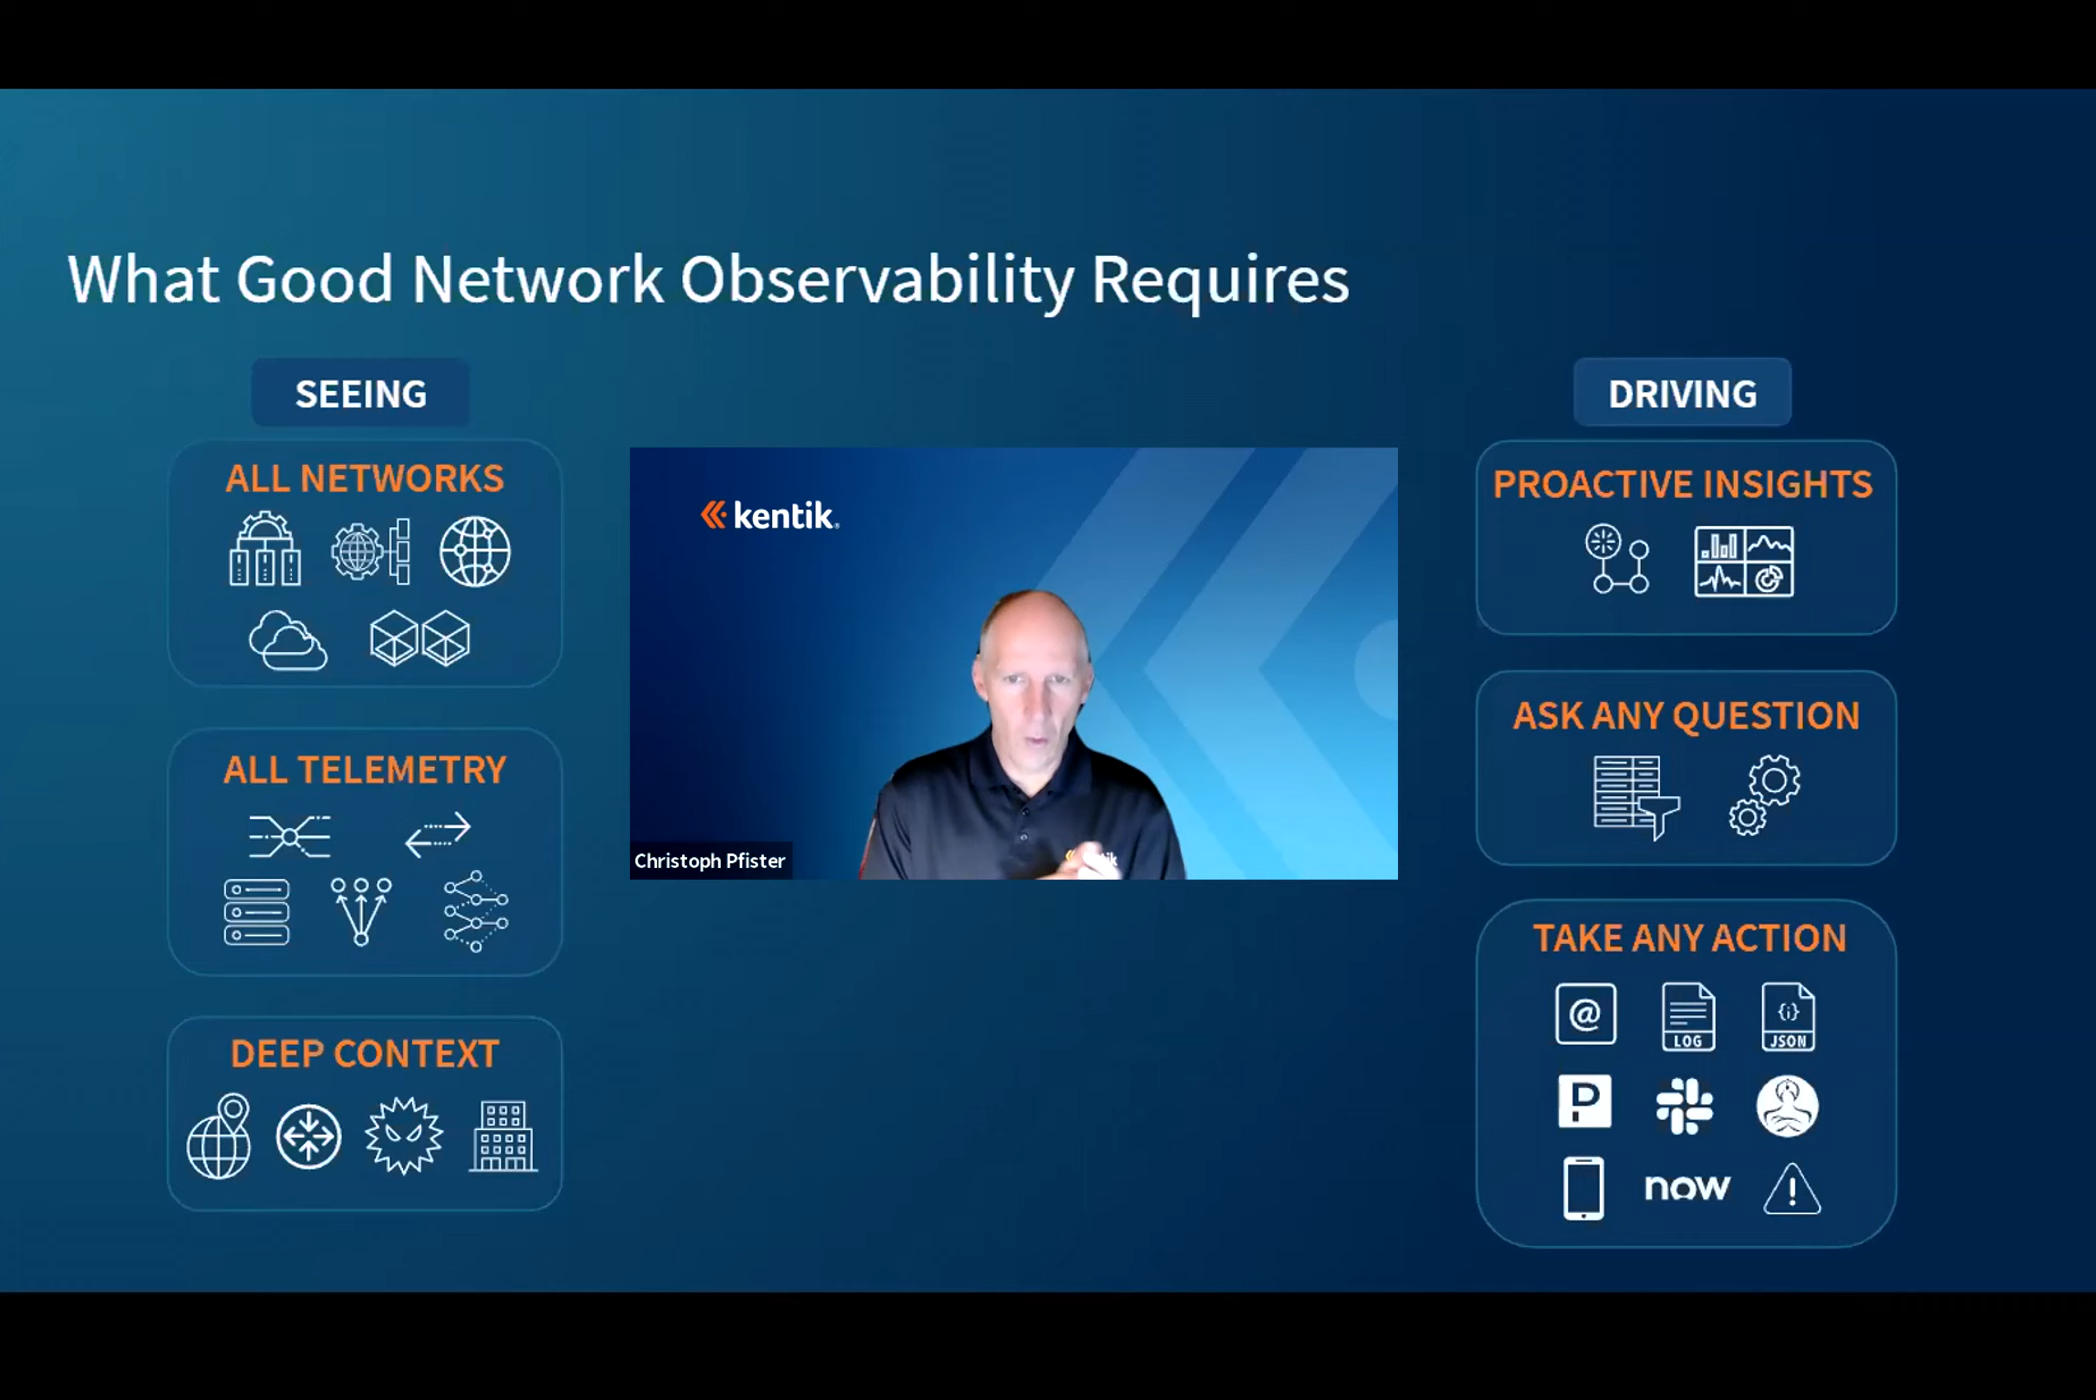 What Good Network Observability Requires
SEEING
ALL NETWORKS
ALL TELEMETRY
DEEP CONTEXT
kentik
Christoph Pfister
DRIVING
PROACTIVE INSIGHTS
ASK ANY QUESTION
TAKE ANY ACTION
@
LOG
{i}
JSON
P
now
!